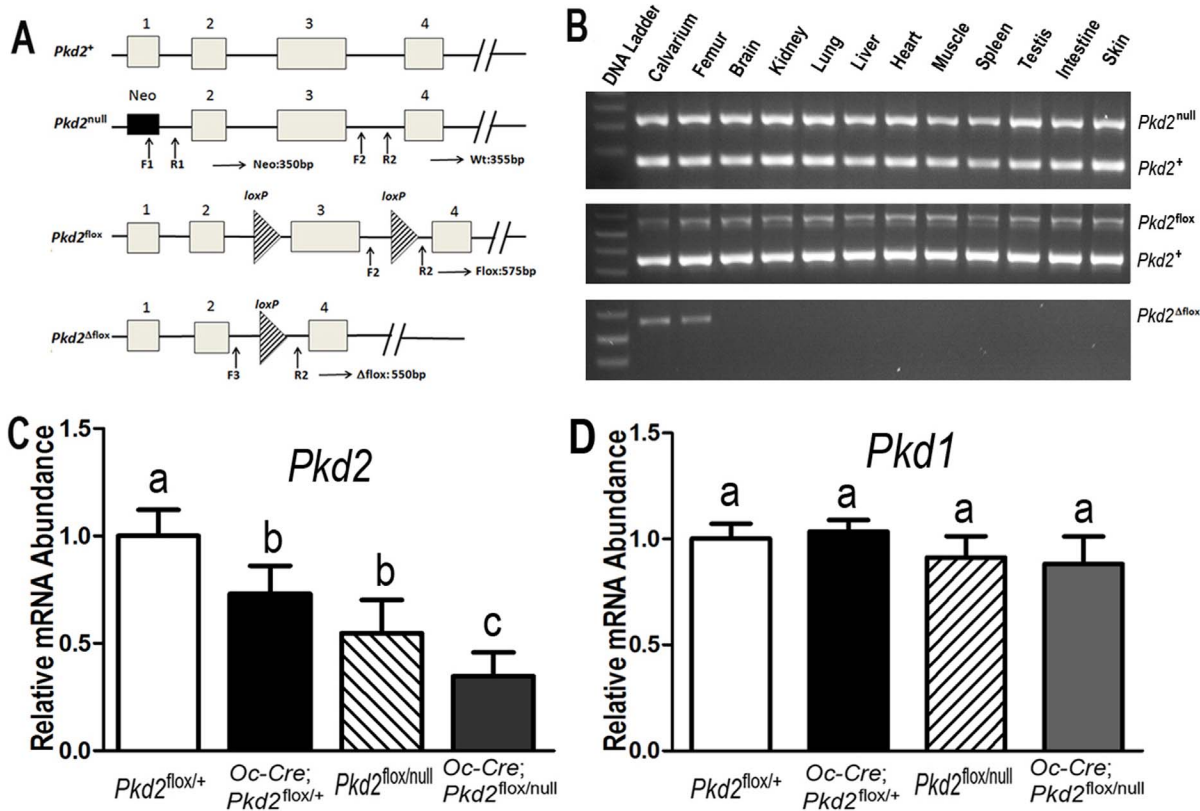 A
1 2 3 4
Pkd2⁺
Neo 2 3 4
Pkd2ⁿᵘˡˡ
F1 R1 Neo:350bp F2 R2 Wt:355bp
loxP loxP
1 2 3 4
Pkd2ᶠˡᵒˣ
F2 R2 Flox:575bp
loxP
1 2 4
Pkd2^Δflox
F3 R2 Δflox:550bp
B
DNA Ladder
Calvarium
Femur
Brain
Kidney
Lung
Liver
Heart
Muscle
Spleen
Testis
Intestine
Skin
Pkd2ⁿᵘˡˡ
Pkd2⁺
Pkd2ᶠˡᵒˣ
Pkd2⁺
Pkd2^Δflox
C
Pkd2
Relative mRNA Abundance
1.5
1.0
0.5
0.0
a
b
b
c
Pkd2ᶠˡᵒˣ/⁺
Oc-Cre;
Pkd2ᶠˡᵒˣ/⁺
Pkd2ᶠˡᵒˣ/ⁿᵘˡˡ
Oc-Cre;
Pkd2ᶠˡᵒˣ/ⁿᵘˡˡ
D
Pkd1
Relative mRNA Abundance
1.5
1.0
0.5
0.0
a
a
a
a
Pkd2ᶠˡᵒˣ/⁺
Oc-Cre;
Pkd2ᶠˡᵒˣ/⁺
Pkd2ᶠˡᵒˣ/ⁿᵘˡˡ
Oc-Cre;
Pkd2ᶠˡᵒˣ/ⁿᵘˡˡ